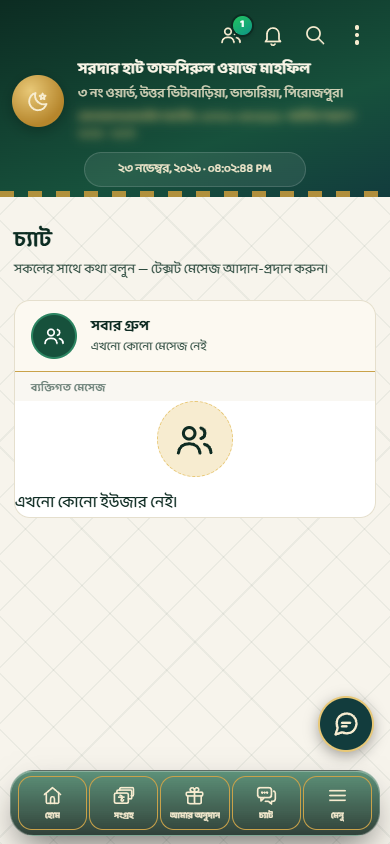 1
সরদার হাট তাফসিরুল ওয়াজ মাহফিল
৩ নং ওয়ার্ড, উত্তর ভিটাবাড়িয়া, ভান্ডারিয়া, পিরোজপুর।
২৩ নভেম্বর, ২০২৬ · ০৪:০২:৪৪ PM
চ্যাট
সকলের সাথে কথা বলুন — টেক্সট মেসেজ আদান-প্রদান করুন।
সবার গ্রুপ
এখনো কোনো মেসেজ নেই
ব্যক্তিগত মেসেজ
এখনো কোনো ইউজার নেই।
হোম সংগ্রহ আমার অনুদান চ্যাট মেনু